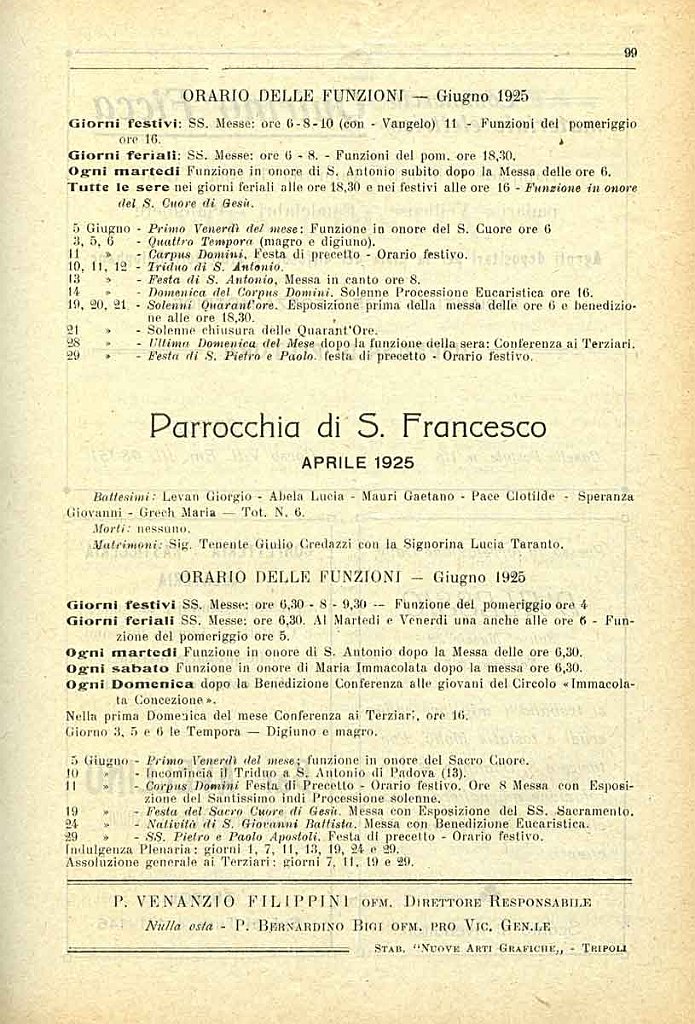 99
ORARIO DELLE FUNZIONI — Giugno 1925
Giorni festivi: SS. Messe: ore 6-8-10 (con - Vangelo) 11 - Funzioni del pomeriggio
ore 16.
Giorni feriali: SS. Messe: ore 6 - 8. - Funzioni del pom. ore 18,30.
Ogni martedì Funzione in onore di S. Antonio subito dopo la Messa delle ore 6.
Tutte le sere nei giorni feriali alle ore 18,30 e nei festivi alle ore 16 - Funzione in onore
del S. Cuore di Gesù.
5 Giugno - Primo Venerdì del mese: Funzione in onore del S. Cuore ore 6
3, 5, 6 - Quattro Tempora (magro e digiuno).
11 » - Corpus Domini, Festa di precetto - Orario festivo.
10, 11, 12 - Triduo di S. Antonio.
13 » - Festa di S. Antonio, Messa in canto ore 8.
14 » - Domenica del Corpus Domini. Solenne Processione Eucaristica ore 16.
19, 20, 21. - Solenni Quarant'ore. Esposizione prima della messa delle ore 6 e benedizio-
ne alle ore 18,30.
21 » - Solenne chiusura delle Quarant'Ore.
28 » - Ultima Domenica del Mese dopo la funzione della sera: Conferenza ai Terziari.
29 » - Festa di S. Pietro e Paolo. festa di precetto - Orario festivo.
Parrocchia di S. Francesco
APRILE 1925
Battesimi: Levan Giorgio - Abela Lucia - Mauri Gaetano - Pace Clotilde - Speranza
Giovanni - Grech Maria — Tot. N. 6.
Morti: nessuno.
Matrimoni: Sig. Tenente Giulio Credazzi con la Signorina Lucia Taranto.
ORARIO DELLE FUNZIONI — Giugno 1925
Giorni festivi SS. Messe: ore 6,30 - 8 - 9,30 -- Funzione del pomeriggio ore 4
Giorni feriali SS. Messe: ore 6,30. Al Martedì e Venerdì una anche alle ore 6 - Fun-
zione del pomeriggio ore 5.
Ogni martedì Funzione in onore di S. Antonio dopo la Messa delle ore 6,30.
Ogni sabato Funzione in onore di Maria Immacolata dopo la messa ore 6,30.
Ogni Domenica dopo la Benedizione Conferenza alle giovani del Circolo «Immacola-
ta Concezione».
Nella prima Domenica del mese Conferenza ai Terziari, ore 16.
Giorno 3, 5 e 6 le Tempora — Digiuno e magro.
5 Giugno - Primo Venerdì del mese; funzione in onore del Sacro Cuore.
10 » - Incomincia il Triduo a S. Antonio di Padova (13).
11 » - Corpus Domini Festa di Precetto - Orario festivo. Ore 8 Messa con Esposi-
zione del Santissimo indi Processione solenne.
19 » - Festa del Sacro Cuore di Gesù. Messa con Esposizione del SS. Sacramento.
24 » - Natività di S. Giovanni Battista. Messa con Benedizione Eucaristica.
29 » - SS. Pietro e Paolo Apostoli. Festa di precetto - Orario festivo.
Indulgenza Plenaria: giorni 1, 7, 11, 13, 19, 24 e 29.
Assoluzione generale ai Terziari: giorni 7, 11, 19 e 29.
P. VENANZIO FILIPPINI OFM. DIRETTORE RESPONSABILE
Nulla osta - P. BERNARDINO BIGI OFM. PRO VIC. GEN.LE
STAB. "NUOVE ARTI GRAFICHE„ - TRIPOLI